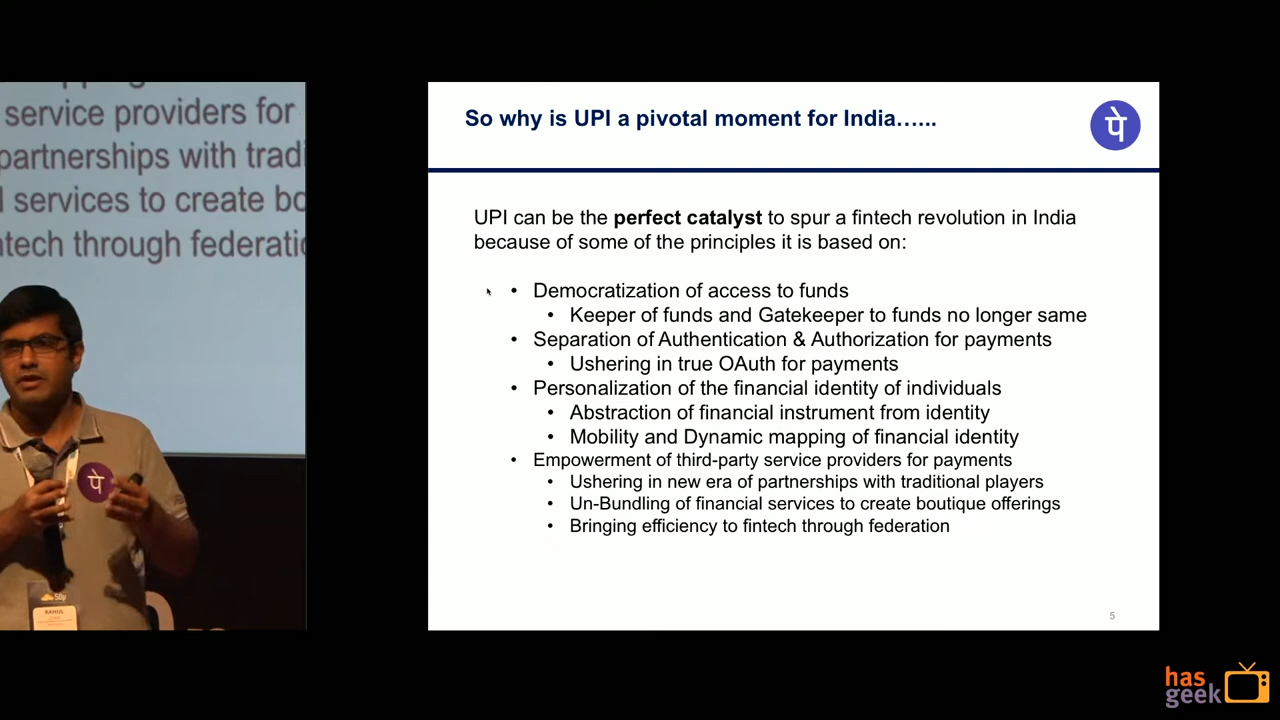 service providers for
partnerships with tradi
services to create bo
ntech through federatio
पे
50p
RAHUL
So why is UPI a pivotal moment for India…...
पे
UPI can be the perfect catalyst to spur a fintech revolution in India
because of some of the principles it is based on:
• Democratization of access to funds
• Keeper of funds and Gatekeeper to funds no longer same
• Separation of Authentication & Authorization for payments
• Ushering in true OAuth for payments
• Personalization of the financial identity of individuals
• Abstraction of financial instrument from identity
• Mobility and Dynamic mapping of financial identity
• Empowerment of third-party service providers for payments
• Ushering in new era of partnerships with traditional players
• Un-Bundling of financial services to create boutique offerings
• Bringing efficiency to fintech through federation
5
has
geek